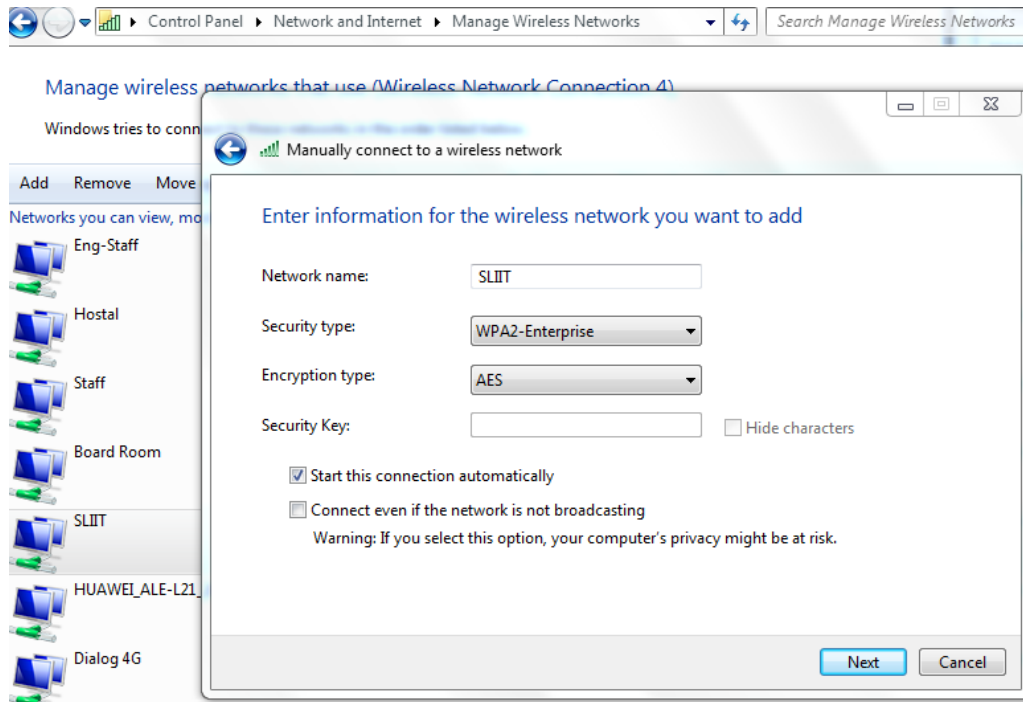 Control Panel Network and Internet Manage Wireless Networks Search Manage Wireless Networks
Manage wireless networks that use (Wireless Network Connection 4)
Windows tries to conn
Manually connect to a wireless network
Add Remove Move
Networks you can view, mo
Enter information for the wireless network you want to add
Eng-Staff
Hostal
Staff
Board Room
SLIIT
HUAWEI_ALE-L21_
Dialog 4G
Network name: SLIIT
Security type: WPA2-Enterprise
Encryption type: AES
Security Key: Hide characters
Start this connection automatically
Connect even if the network is not broadcasting
Warning: If you select this option, your computer's privacy might be at risk.
Next Cancel